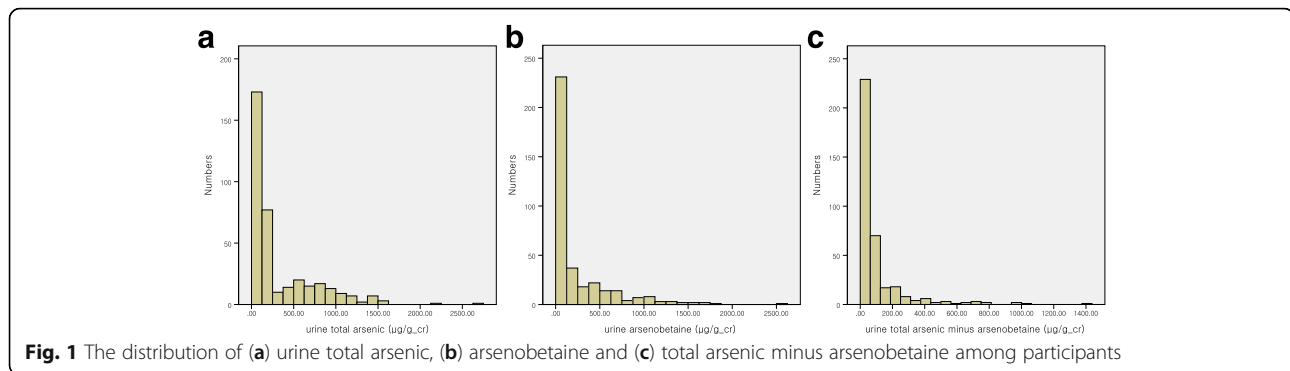 a
b
c
200
150
100
50
0
Numbers
.00 500.00 1000.00 1500.00 2000.00 2500.00
urine total arsenic (µg/g_cr)
250
200
150
100
50
0
Numbers
.00 500.00 1000.00 1500.00 2000.00 2500.00
urine arsenobetaine (µg/g_cr)
250
200
150
100
50
0
Numbers
.00 200.00 400.00 600.00 800.00 1000.00 1200.00 1400.00
urine total arsenic minus arsenobetaine (µg/g_cr)
Fig. 1 The distribution of (a) urine total arsenic, (b) arsenobetaine and (c) total arsenic minus arsenobetaine among participants